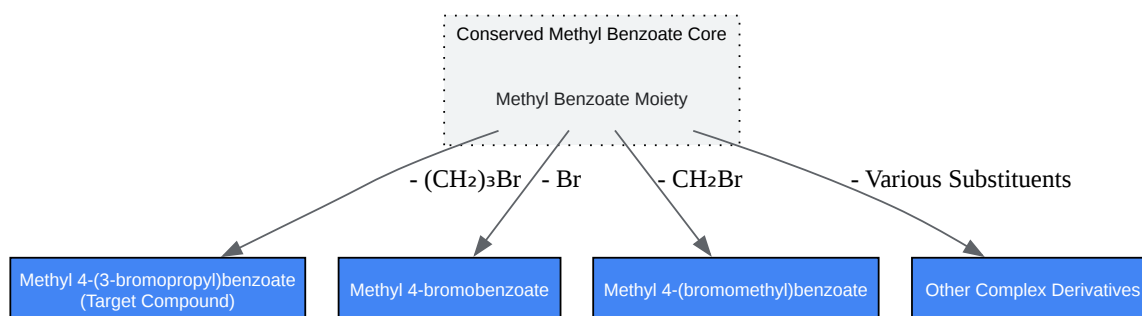 Conserved Methyl Benzoate Core
Methyl Benzoate Moiety
- (CH₂)₃Br
- Br
- CH₂Br
- Various Substituents
Methyl 4-(3-bromopropyl)benzoate
(Target Compound)
Methyl 4-bromobenzoate
Methyl 4-(bromomethyl)benzoate
Other Complex Derivatives